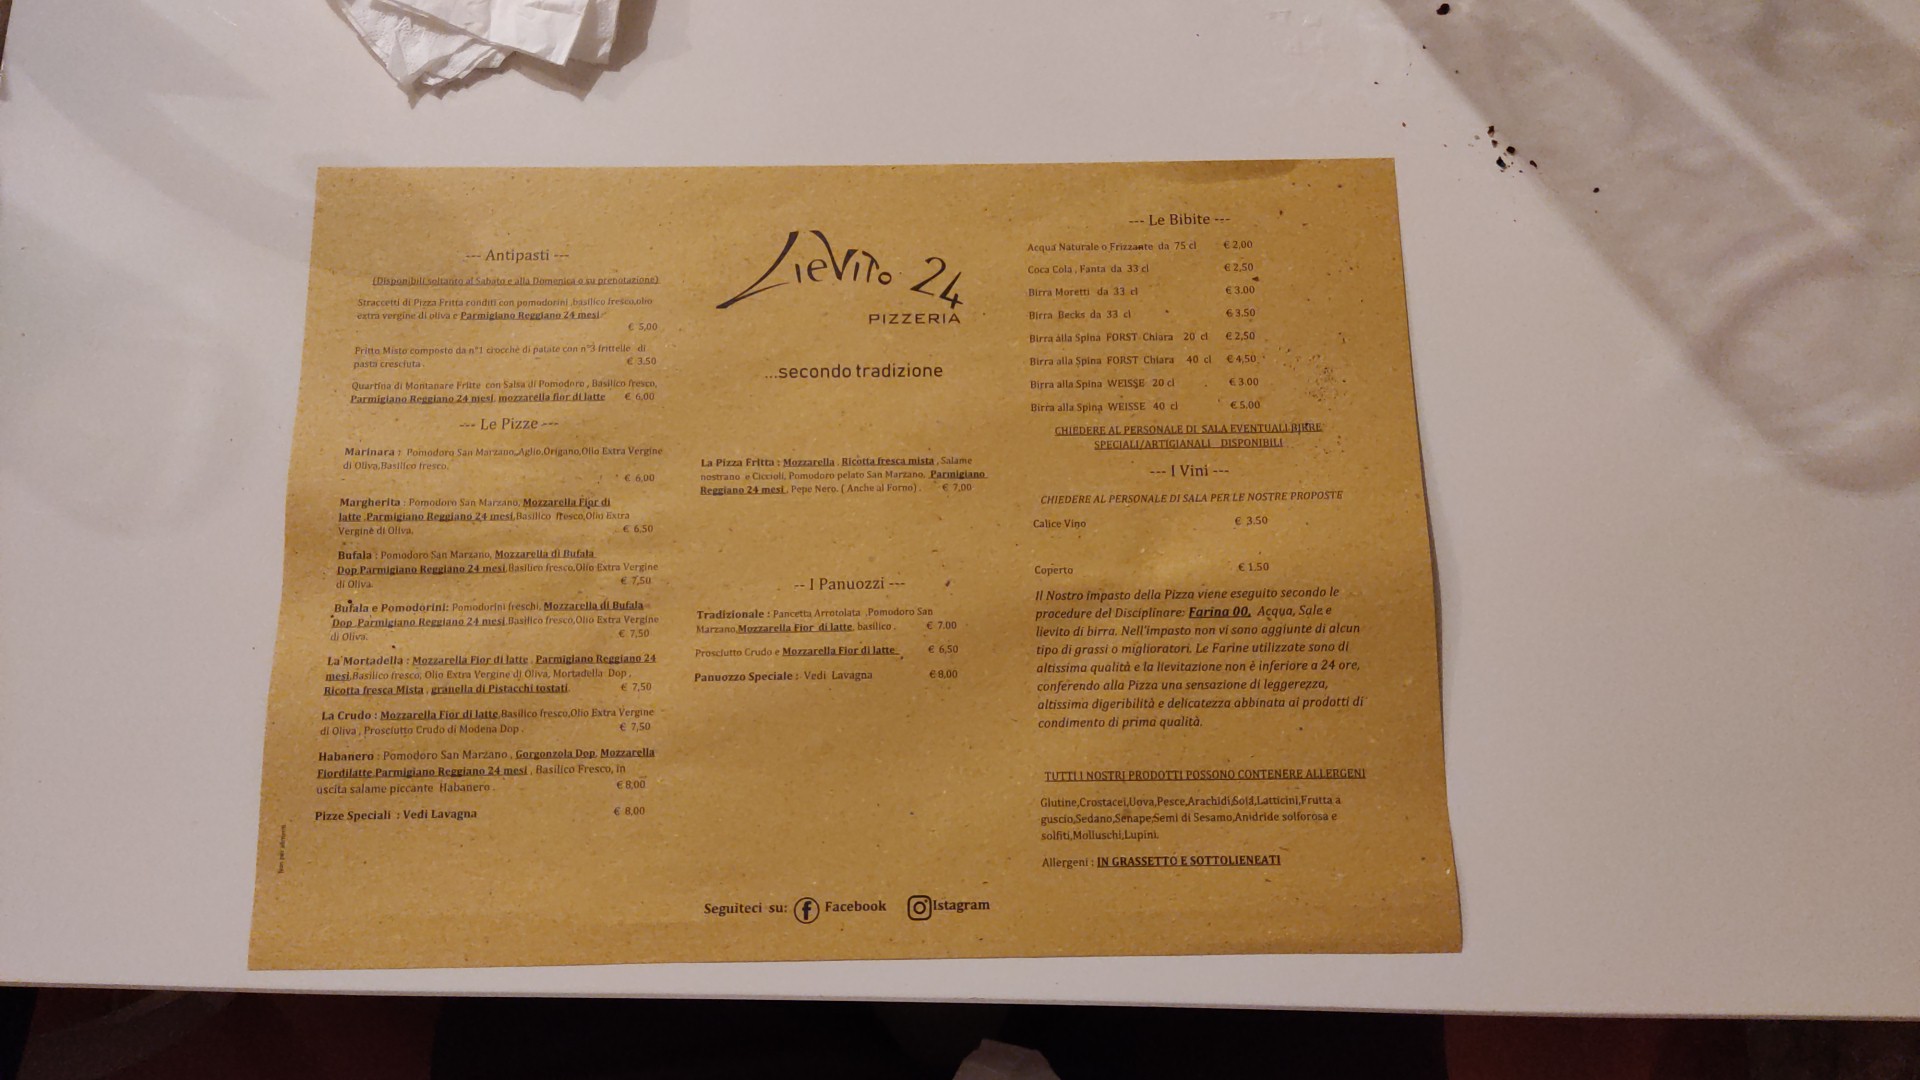 --- Antipasti ---
(Disponibili soltanto al Sabato e alla Domenica o su prenotazione)
Straccetti di Pizza Fritta conditi con pomodorini ,basilico fresco,olio
extra vergine di oliva e Parmigiano Reggiano 24 mesi
€ 5,00
Fritto Misto composto da n°1 crocchè di patate con n°3 frittelle di
pasta cresciuta . € 3.50
Quartina di Montanare Fritte con Salsa di Pomodoro , Basilico fresco,
Parmigiano Reggiano 24 mesi, mozzarella fior di latte € 6,00
--- Le Pizze ---
Marinara : Pomodoro San Marzano,Aglio,Origano,Olio Extra Vergine
di Oliva,Basilico fresco.
€ 6,00
Margherita : Pomodoro San Marzano, Mozzarella Fior di
latte ,Parmigiano Reggiano 24 mesi,Basilico fresco,Olio Extra
Vergine di Oliva. € 6,50
Bufala : Pomodoro San Marzano, Mozzarella di Bufala
Dop,Parmigiano Reggiano 24 mesi,Basilico fresco,Olio Extra Vergine
di Oliva. € 7,50
Bufala e Pomodorini: Pomodorini freschi, Mozzarella di Bufala
Dop ,Parmigiano Reggiano 24 mesi,Basilico fresco,Olio Extra Vergine
di Oliva. € 7,50
La Mortadella : Mozzarella Fior di latte , Parmigiano Reggiano 24
mesi,Basilico fresco, Olio Extra Vergine di Oliva, Mortadella Dop ,
Ricotta fresca Mista , granella di Pistacchi tostati. € 7,50
La Crudo : Mozzarella Fior di latte,Basilico fresco,Olio Extra Vergine
di Oliva , Prosciutto Crudo di Modena Dop . € 7,50
Habanero : Pomodoro San Marzano , Gorgonzola Dop, Mozzarella
Fiordilatte Parmigiano Reggiano 24 mesi , Basilico Fresco, in
uscita salame piccante Habanero . € 8,00
Pizze Speciali : Vedi Lavagna € 8,00
LIEVITO 24
PIZZERIA
...secondo tradizione
La Pizza Fritta : Mozzarella , Ricotta fresca mista , Salame
nostrano e Ciccioli, Pomodoro pelato San Marzano, Parmigiano
Reggiano 24 mesi , Pepe Nero. ( Anche al Forno) . € 7,00
-- I Panuozzi ---
Tradizionale : Pancetta Arrotolata ,Pomodoro San
Marzano,Mozzarella Fior di latte, basilico . € 7.00
Prosciutto Crudo e Mozzarella Fior di latte € 6,50
Panuozzo Speciale : Vedi Lavagna € 8,00
Seguiteci su: Facebook Istagram
--- Le Bibite ---
Acqua Naturale o Frizzante da 75 cl € 2,00
Coca Cola , Fanta da 33 cl € 2,50
Birra Moretti da 33 cl € 3.00
Birra Becks da 33 cl € 3.50
Birra alla Spina FORST Chiara 20 cl € 2,50
Birra alla Spina FORST Chiara 40 cl € 4,50
Birra alla Spina WEISSE 20 cl € 3.00
Birra alla Spina WEISSE 40 cl € 5.00
CHIEDERE AL PERSONALE DI SALA EVENTUALI BIRRE
SPECIALI/ARTIGIANALI DISPONIBILI
--- I Vini ---
CHIEDERE AL PERSONALE DI SALA PER LE NOSTRE PROPOSTE
Calice Vino € 3.50
Coperto € 1.50
Il Nostro impasto della Pizza viene eseguito secondo le
procedure del Disciplinare: Farina 00, Acqua, Sale e
lievito di birra. Nell'impasto non vi sono aggiunte di alcun
tipo di grassi o miglioratori. Le Farine utilizzate sono di
altissima qualità e la lievitazione non è inferiore a 24 ore,
conferendo alla Pizza una sensazione di leggerezza,
altissima digeribilità e delicatezza abbinata ai prodotti di
condimento di prima qualità.
TUTTI I NOSTRI PRODOTTI POSSONO CONTENERE ALLERGENI
Glutine,Crostacei,Uova,Pesce,Arachidi,Soia,Latticini,Frutta a
guscio,Sedano,Senape,Semi di Sesamo,Anidride solforosa e
solfiti,Molluschi,Lupini.
Allergeni : IN GRASSETTO E SOTTOLIENEATI